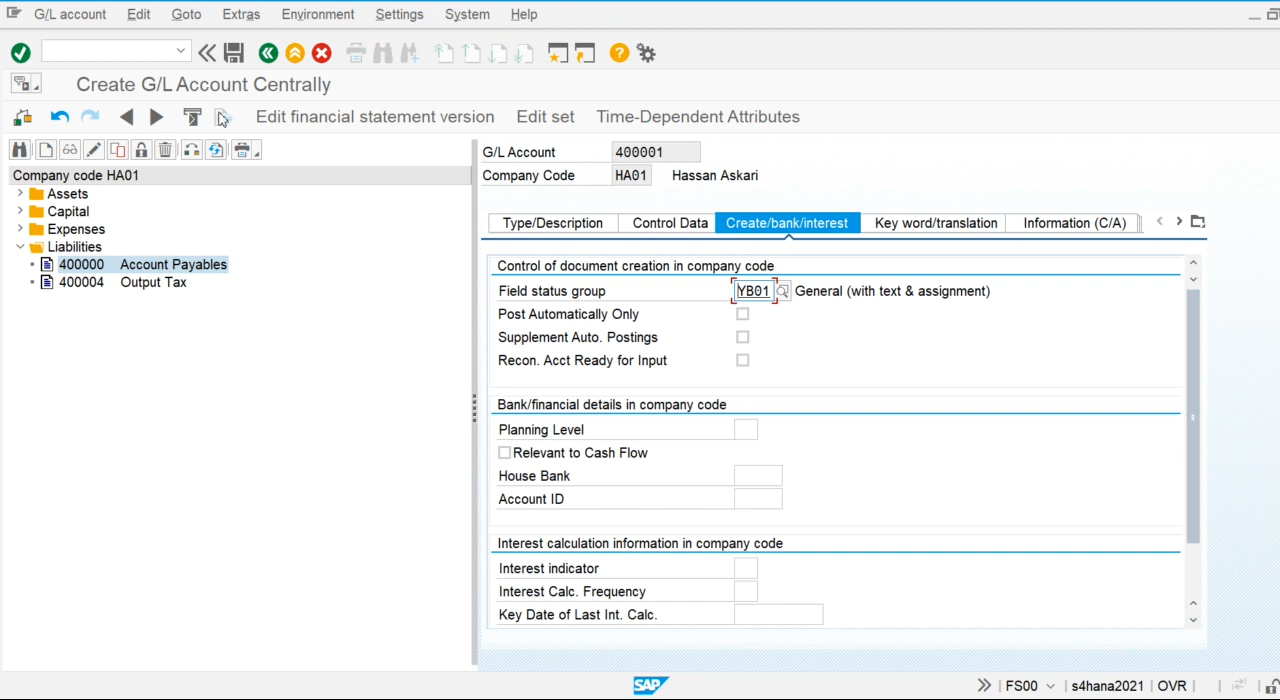 G/L account Edit Goto Extras Environment Settings System Help
Create G/L Account Centrally
Edit financial statement version Edit set Time-Dependent Attributes
Company code HA01
Assets
Capital
Expenses
Liabilities
400000 Account Payables
400004 Output Tax
G/L Account 400001
Company Code HA01 Hassan Askari
Type/Description Control Data Create/bank/interest Key word/translation Information (C/A)
Control of document creation in company code
Field status group YB01 General (with text & assignment)
Post Automatically Only
Supplement Auto. Postings
Recon. Acct Ready for Input
Bank/financial details in company code
Planning Level
Relevant to Cash Flow
House Bank
Account ID
Interest calculation information in company code
Interest indicator
Interest Calc. Frequency
Key Date of Last Int. Calc.
SAP FS00 s4hana2021 OVR